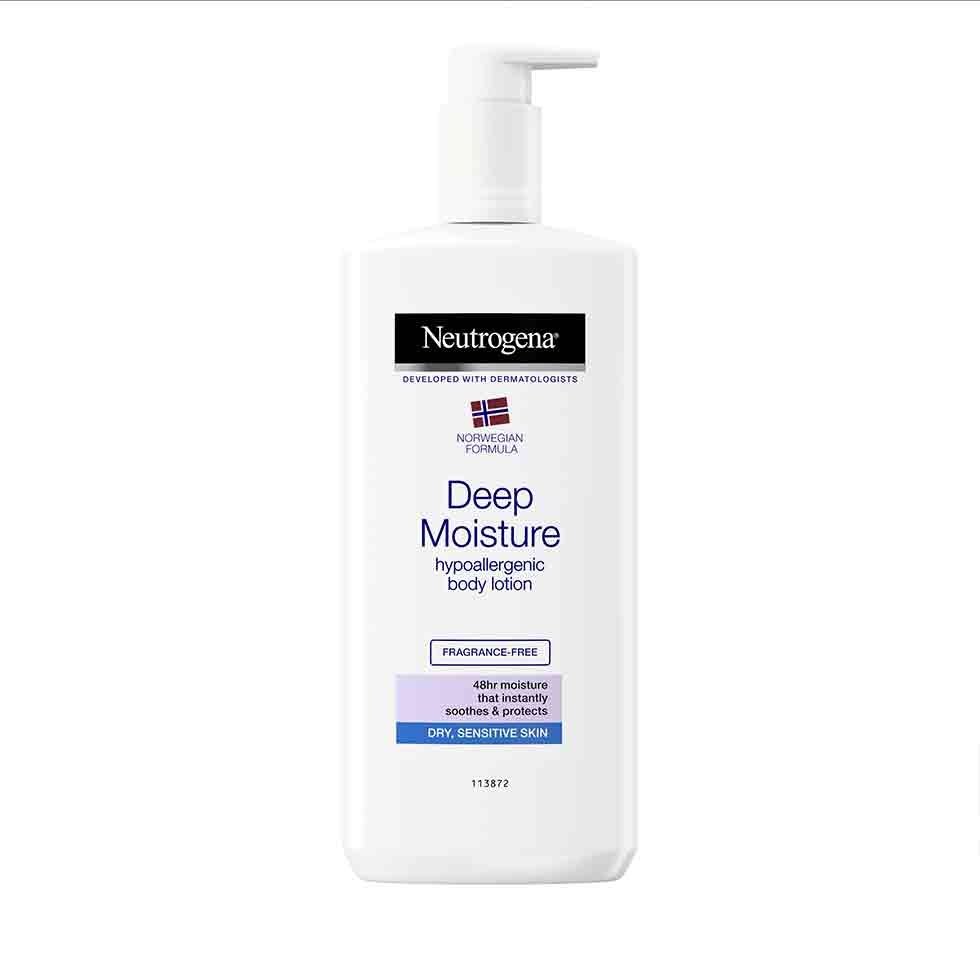 Neutrogena®
DEVELOPED WITH DERMATOLOGISTS
NORWEGIAN
FORMULA
Deep
Moisture
hypoallergenic
body lotion
FRAGRANCE-FREE
48hr moisture
that instantly
soothes & protects
DRY, SENSITIVE SKIN
113872